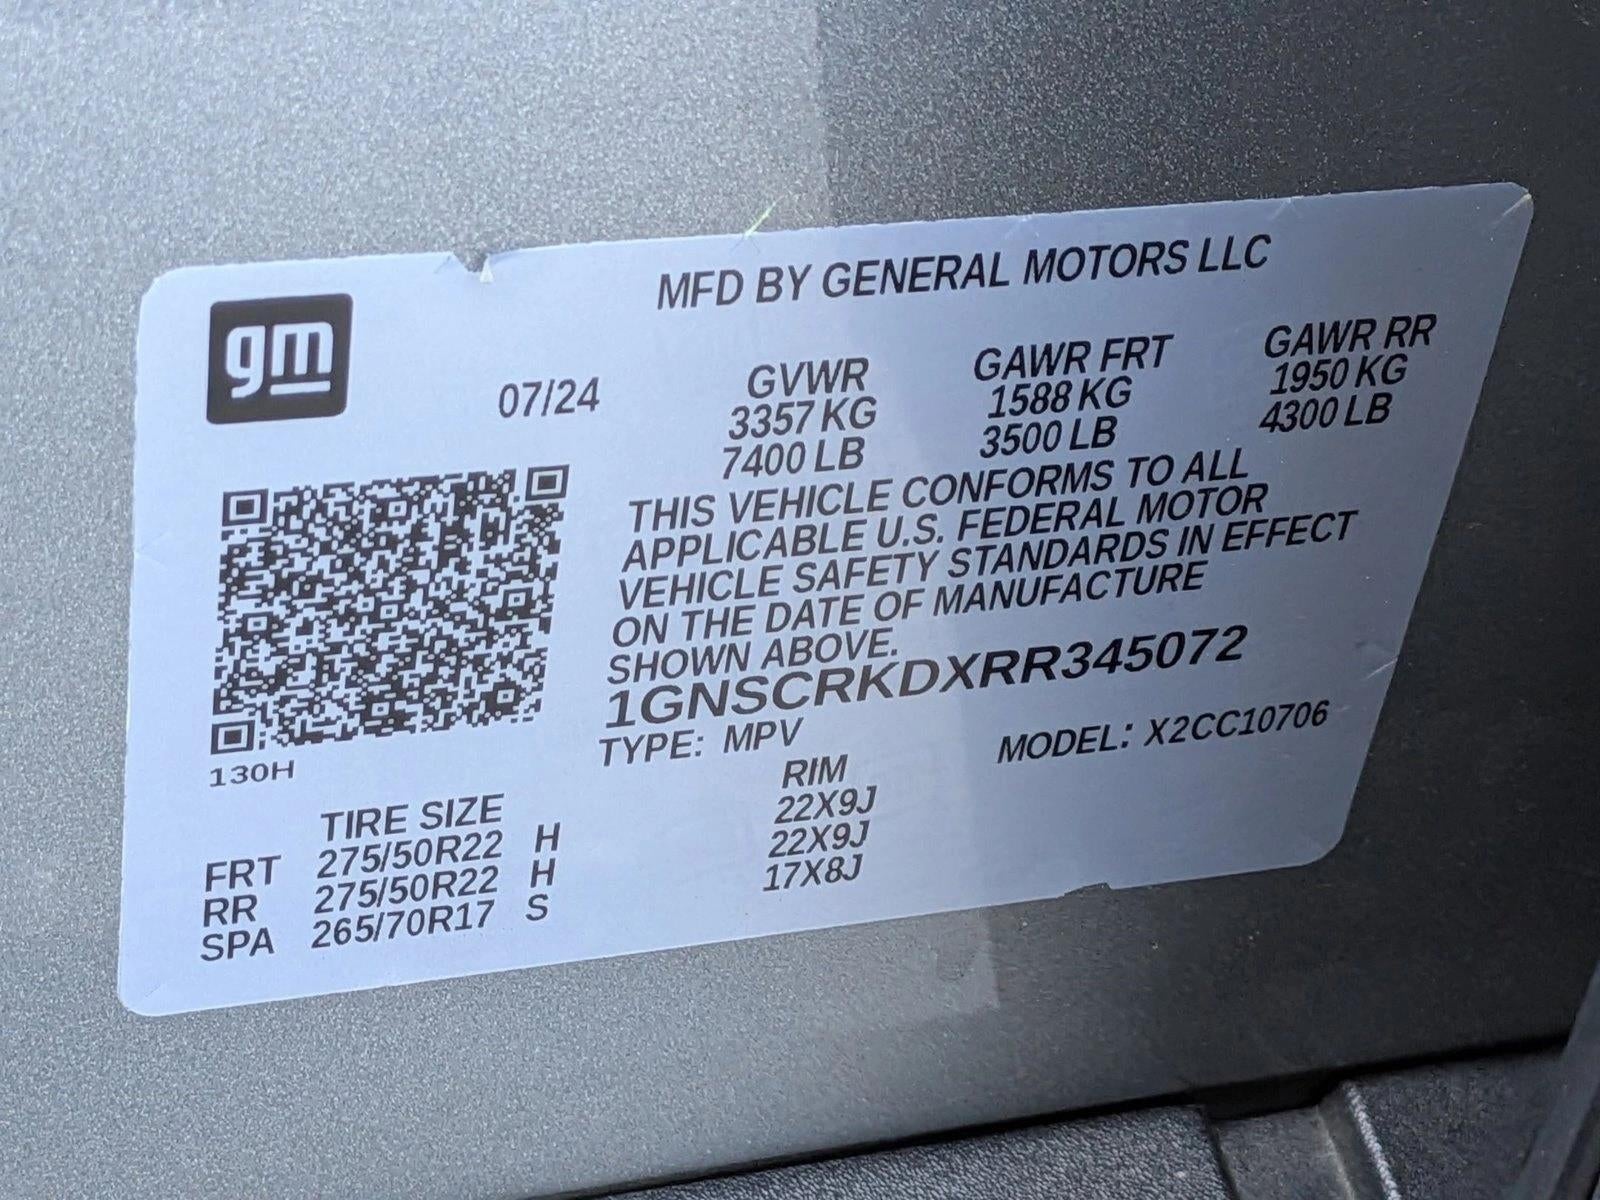 gm
MFD BY GENERAL MOTORS LLC
07/24
GVWR GAWR FRT GAWR RR
3357 KG 1588 KG 1950 KG
7400 LB 3500 LB 4300 LB
THIS VEHICLE CONFORMS TO ALL
APPLICABLE U.S. FEDERAL MOTOR
VEHICLE SAFETY STANDARDS IN EFFECT
ON THE DATE OF MANUFACTURE
SHOWN ABOVE.
1GNSCRKDXRR345072
TYPE: MPV MODEL: X2CC10706
130H
TIRE SIZE RIM
FRT 275/50R22 H 22X9J
RR 275/50R22 H 22X9J
SPA 265/70R17 S 17X8J